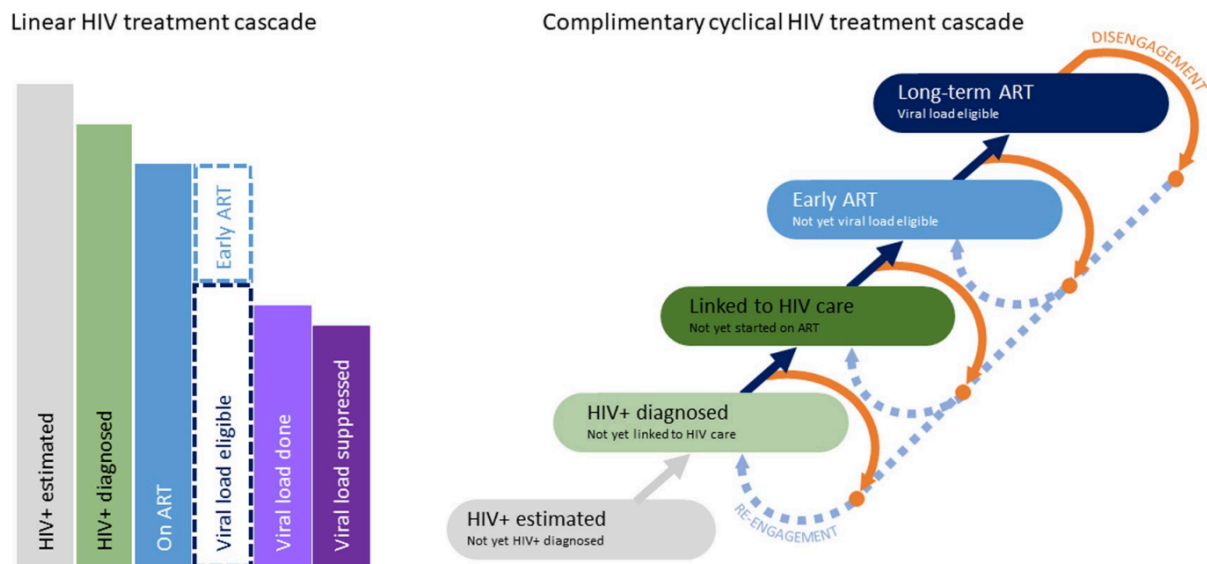 Linear HIV treatment cascade
HIV+ estimated
HIV+ diagnosed
On ART
Early ART
Viral load eligible
Viral load done
Viral load suppressed
Complimentary cyclical HIV treatment cascade
DISENGAGEMENT
Long-term ART
Viral load eligible
Early ART
Not yet viral load eligible
Linked to HIV care
Not yet started on ART
HIV+ diagnosed
Not yet linked to HIV care
HIV+ estimated
Not yet HIV+ diagnosed
RE-ENGAGEMENT